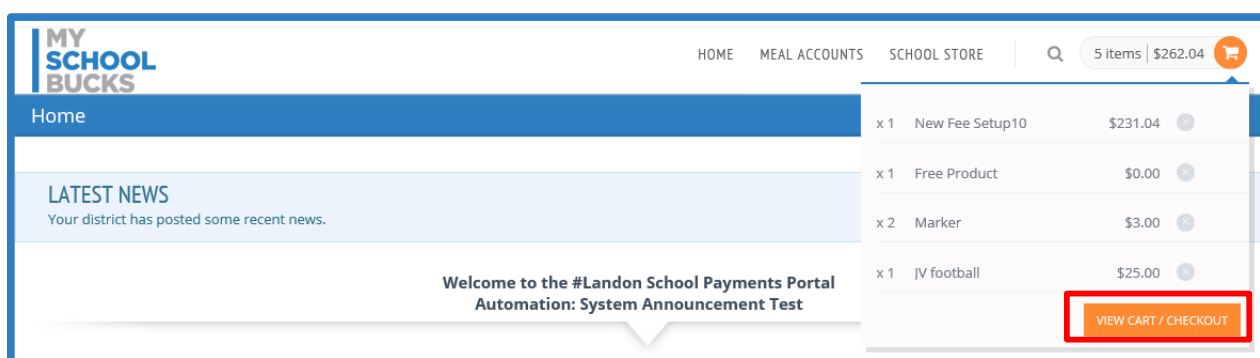 MY
SCHOOL
BUCKS
HOME MEAL ACCOUNTS SCHOOL STORE 5 items | $262.04
Home
x 1 New Fee Setup10 $231.04
x 1 Free Product $0.00
x 2 Marker $3.00
x 1 JV football $25.00
VIEW CART / CHECKOUT
LATEST NEWS
Your district has posted some recent news.
Welcome to the #Landon School Payments Portal
Automation: System Announcement Test